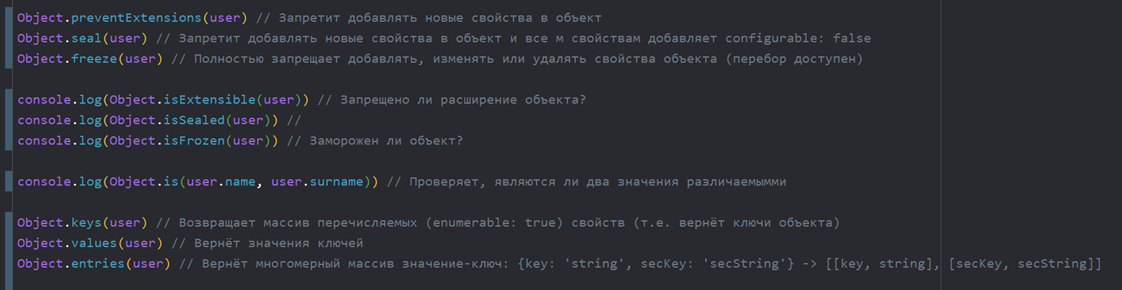 Object.preventExtensions(user) // Запретит добавлять новые свойства в объект
Object.seal(user) // Запретит добавлять новые свойства в объект и все м свойствам добавляет configurable: false
Object.freeze(user) // Полностью запрещает добавлять, изменять или удалять свойства объекта (перебор доступен)
console.log(Object.isExtensible(user)) // Запрещено ли расширение объекта?
console.log(Object.isSealed(user)) //
console.log(Object.isFrozen(user)) // Заморожен ли объект?
console.log(Object.is(user.name, user.surname)) // Проверяет, являются ли два значения различаемымми
Object.keys(user) // Возвращает массив перечисляемых (enumerable: true) свойств (т.е. вернёт ключи объекта)
Object.values(user) // Вернёт значения ключей
Object.entries(user) // Вернёт многомерный массив значение-ключ: {key: 'string', secKey: 'secString'} -> [[key, string], [secKey, secString]]